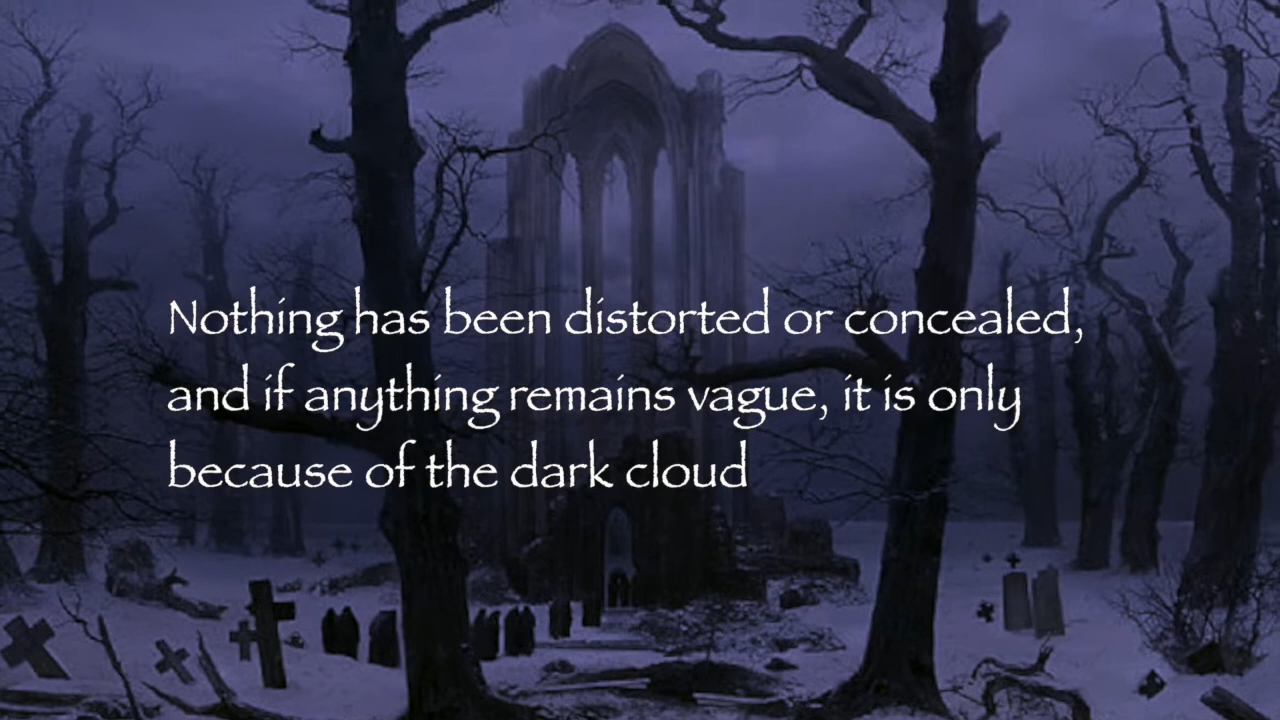 Nothing has been distorted or concealed,
and if anything remains vague, it is only
because of the dark cloud